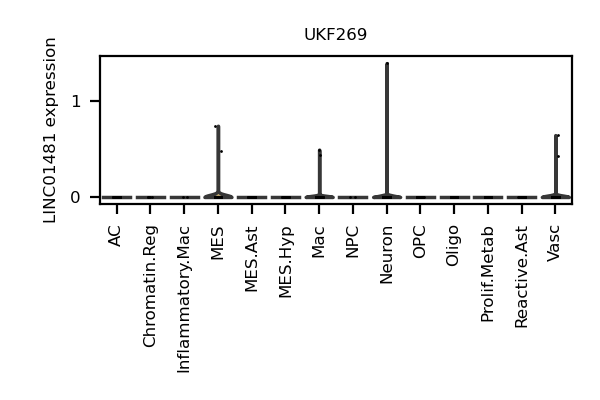 UKF269
LINC01481 expression
1
0
AC
Chromatin.Reg
Inflammatory.Mac
MES
MES.Ast
MES.Hyp
Mac
NPC
Neuron
OPC
Oligo
Prolif.Metab
Reactive.Ast
Vasc